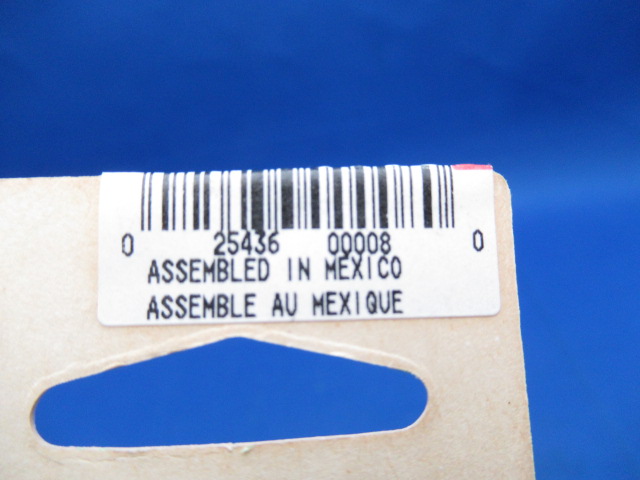 0 25436 00008 0
ASSEMBLED IN MEXICO
ASSEMBLE AU MEXIQUE